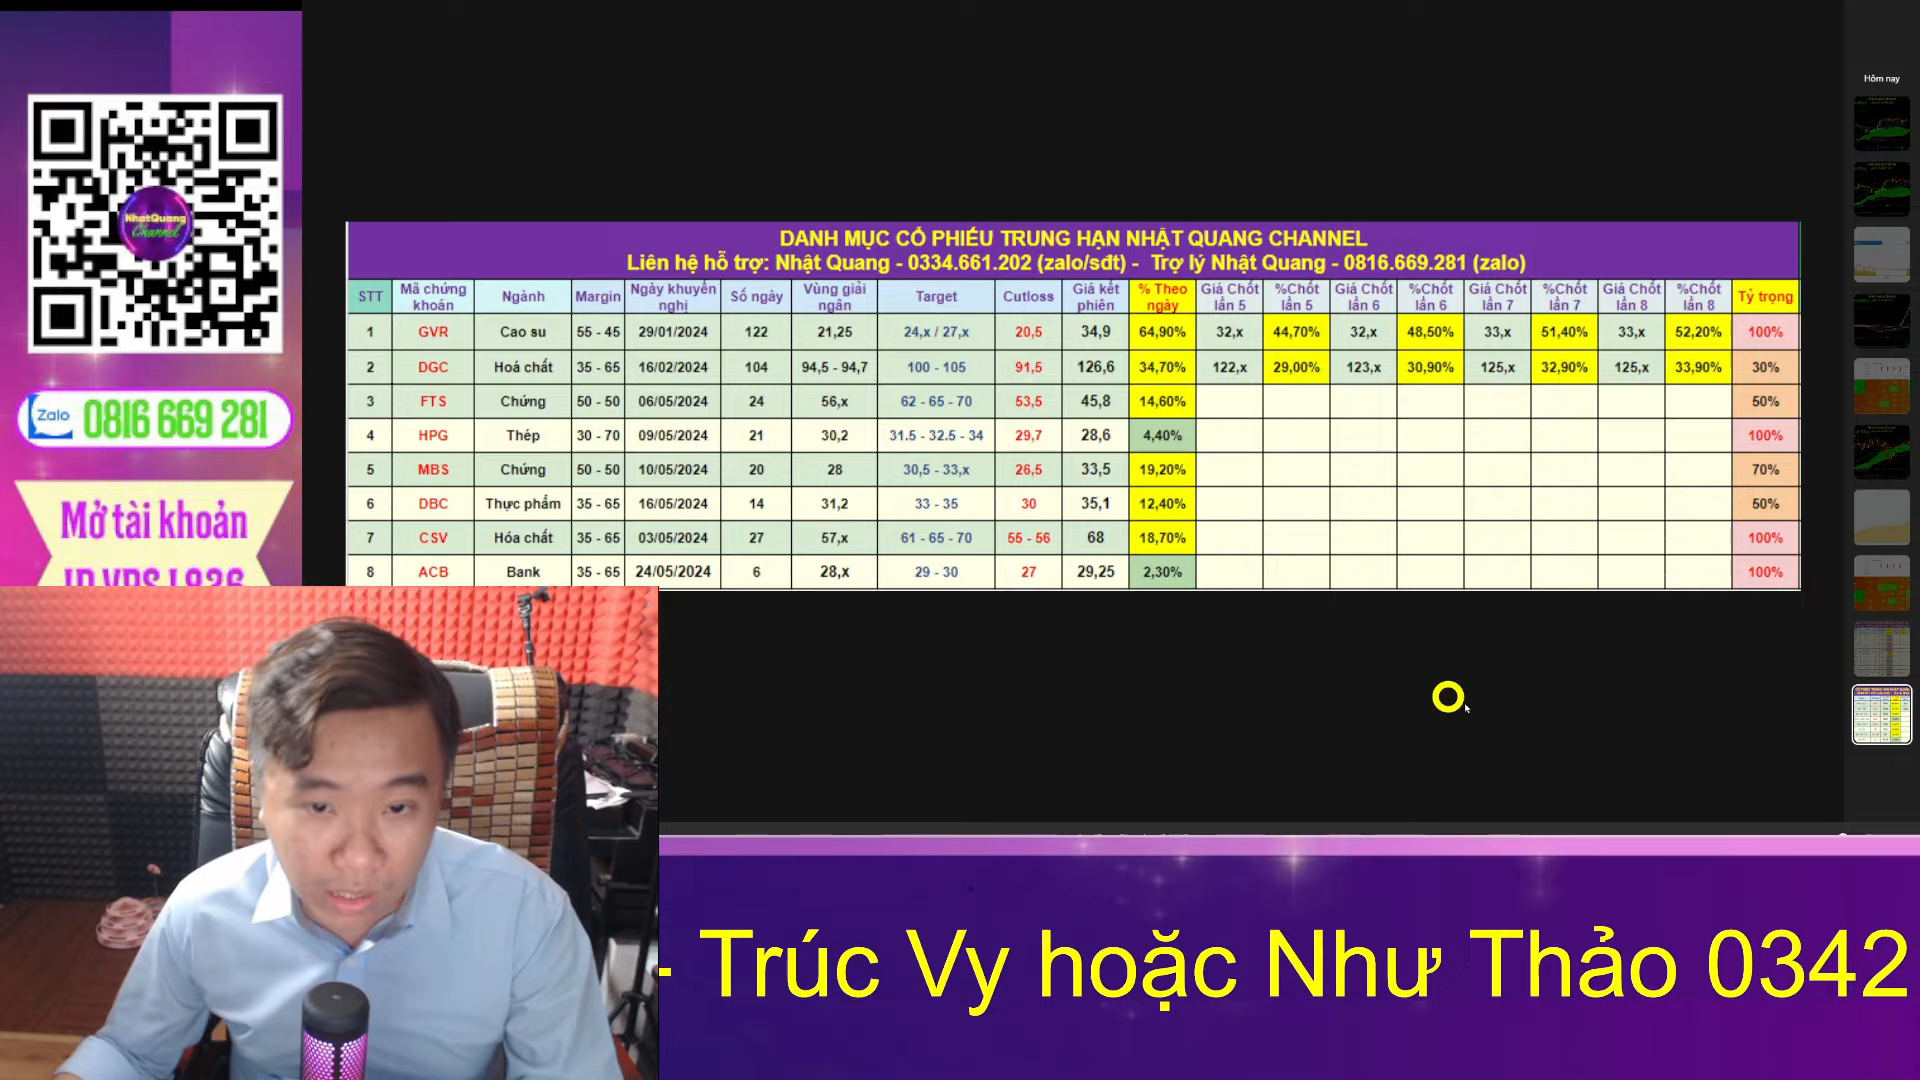 Hôm nay
NhatQuang
Channel
Zalo 0816 669 281
Mở tài khoản
DANH MỤC CỔ PHIẾU TRUNG HẠN NHẬT QUANG CHANNEL
Liên hệ hỗ trợ: Nhật Quang - 0334.661.202 (zalo/sđt) - Trợ lý Nhật Quang - 0816.669.281 (zalo)
STT Mã chứng khoán Ngành Margin Ngày khuyến nghị Số ngày Vùng giải ngân Target Cutloss Giá kết phiên % Theo ngày Giá Chốt lần 5 %Chốt lần 5 Giá Chốt lần 6 %Chốt lần 6 Giá Chốt lần 7 %Chốt lần 7 Giá Chốt lần 8 %Chốt lần 8 Tỷ trọng
1 GVR Cao su 55 - 45 29/01/2024 122 21,25 24,x / 27,x 20,5 34,9 64,90% 32,x 44,70% 32,x 48,50% 33,x 51,40% 33,x 52,20% 100%
2 DGC Hoá chất 35 - 65 16/02/2024 104 94,5 - 94,7 100 - 105 91,5 126,6 34,70% 122,x 29,00% 123,x 30,90% 125,x 32,90% 125,x 33,90% 30%
3 FTS Chứng 50 - 50 06/05/2024 24 56,x 62 - 65 - 70 53,5 45,8 14,60% 50%
4 HPG Thép 30 - 70 09/05/2024 21 30,2 31.5 - 32.5 - 34 29,7 28,6 4,40% 100%
5 MBS Chứng 50 - 50 10/05/2024 20 28 30,5 - 33,x 26,5 33,5 19,20% 70%
6 DBC Thực phẩm 35 - 65 16/05/2024 14 31,2 33 - 35 30 35,1 12,40% 50%
7 CSV Hóa chất 35 - 65 03/05/2024 27 57,x 61 - 65 - 70 55 - 56 68 18,70% 100%
8 ACB Bank 35 - 65 24/05/2024 6 28,x 29 - 30 27 29,25 2,30% 100%
- Trúc Vy hoặc Như Thảo 0342